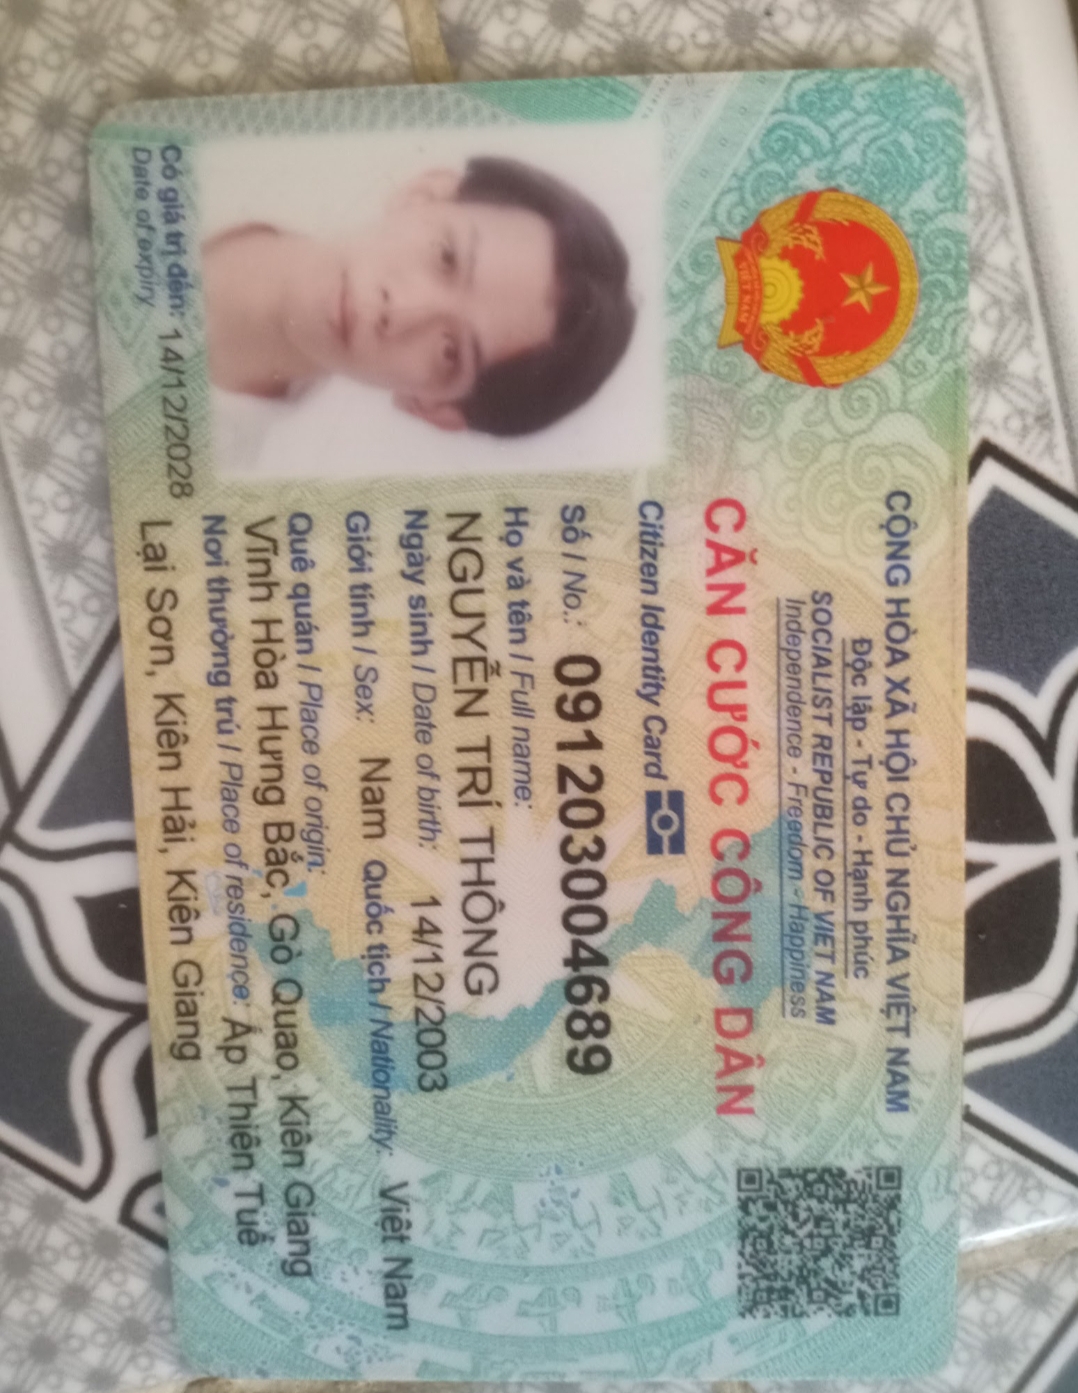 CỘNG HÒA XÃ HỘI CHỦ NGHĨA VIỆT NAM
Độc lập - Tự do - Hạnh phúc
SOCIALIST REPUBLIC OF VIET NAM
Independence - Freedom - Happiness
CĂN CƯỚC CÔNG DÂN
Citizen Identity Card
Số / No.: 091203004689
Họ và tên / Full name:
NGUYỄN TRÍ THÔNG
Ngày sinh / Date of birth: 14/12/2003
Giới tính / Sex: Nam Quốc tịch / Nationality: Việt Nam
Quê quán / Place of origin:
Vĩnh Hòa Hưng Bắc, Gò Quao, Kiên Giang
Nơi thường trú / Place of residence: Ấp Thiên Tuế
Lại Sơn, Kiên Hải, Kiên Giang
Có giá trị đến: 14/12/2028
Date of expiry
VIỆT NAM